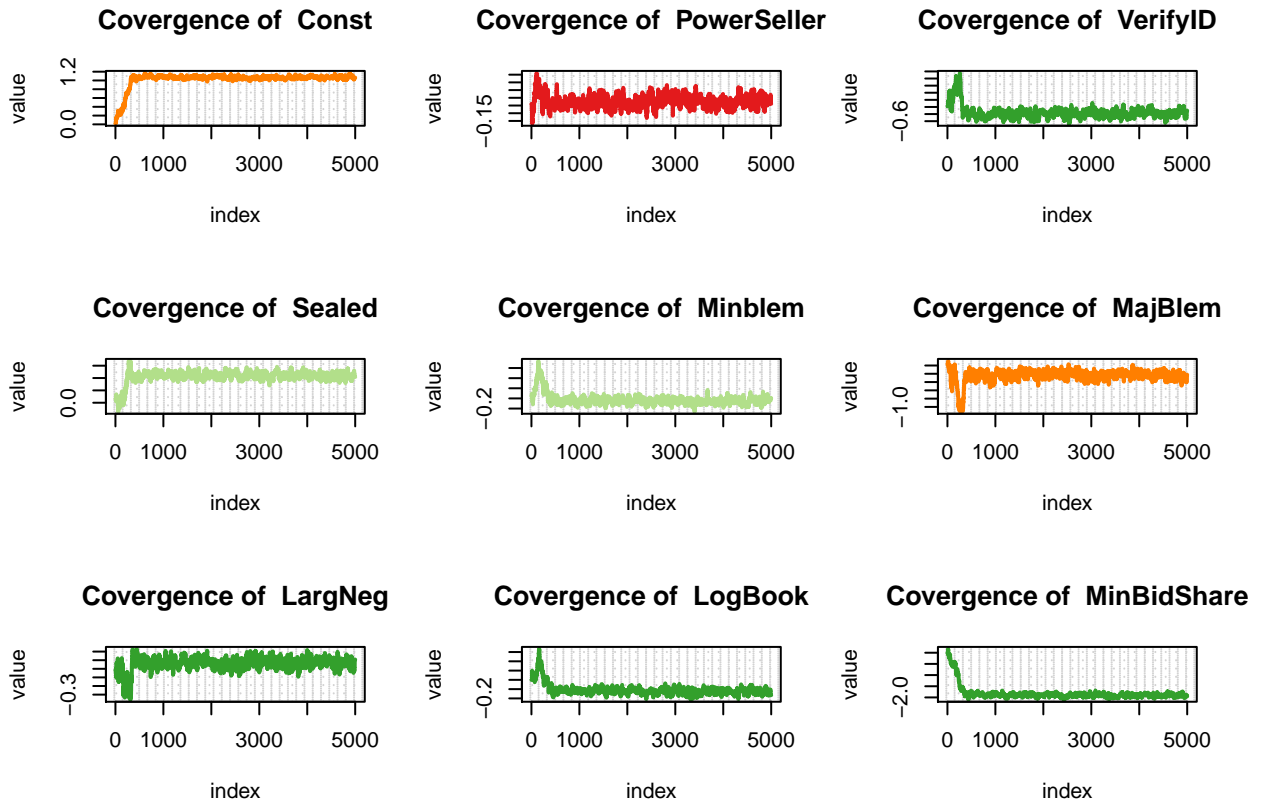 Covergence of Const
value
1.2
0.0
0 1000 3000 5000
index
Covergence of PowerSeller
value
−0.15
0 1000 3000 5000
index
Covergence of VerifyID
value
−0.6
0 1000 3000 5000
index
Covergence of Sealed
value
0.0
0 1000 3000 5000
index
Covergence of Minblem
value
−0.2
0 1000 3000 5000
index
Covergence of MajBlem
value
−1.0
0 1000 3000 5000
index
Covergence of LargNeg
value
−0.3
0 1000 3000 5000
index
Covergence of LogBook
value
−0.2
0 1000 3000 5000
index
Covergence of MinBidShare
value
−2.0
0 1000 3000 5000
index